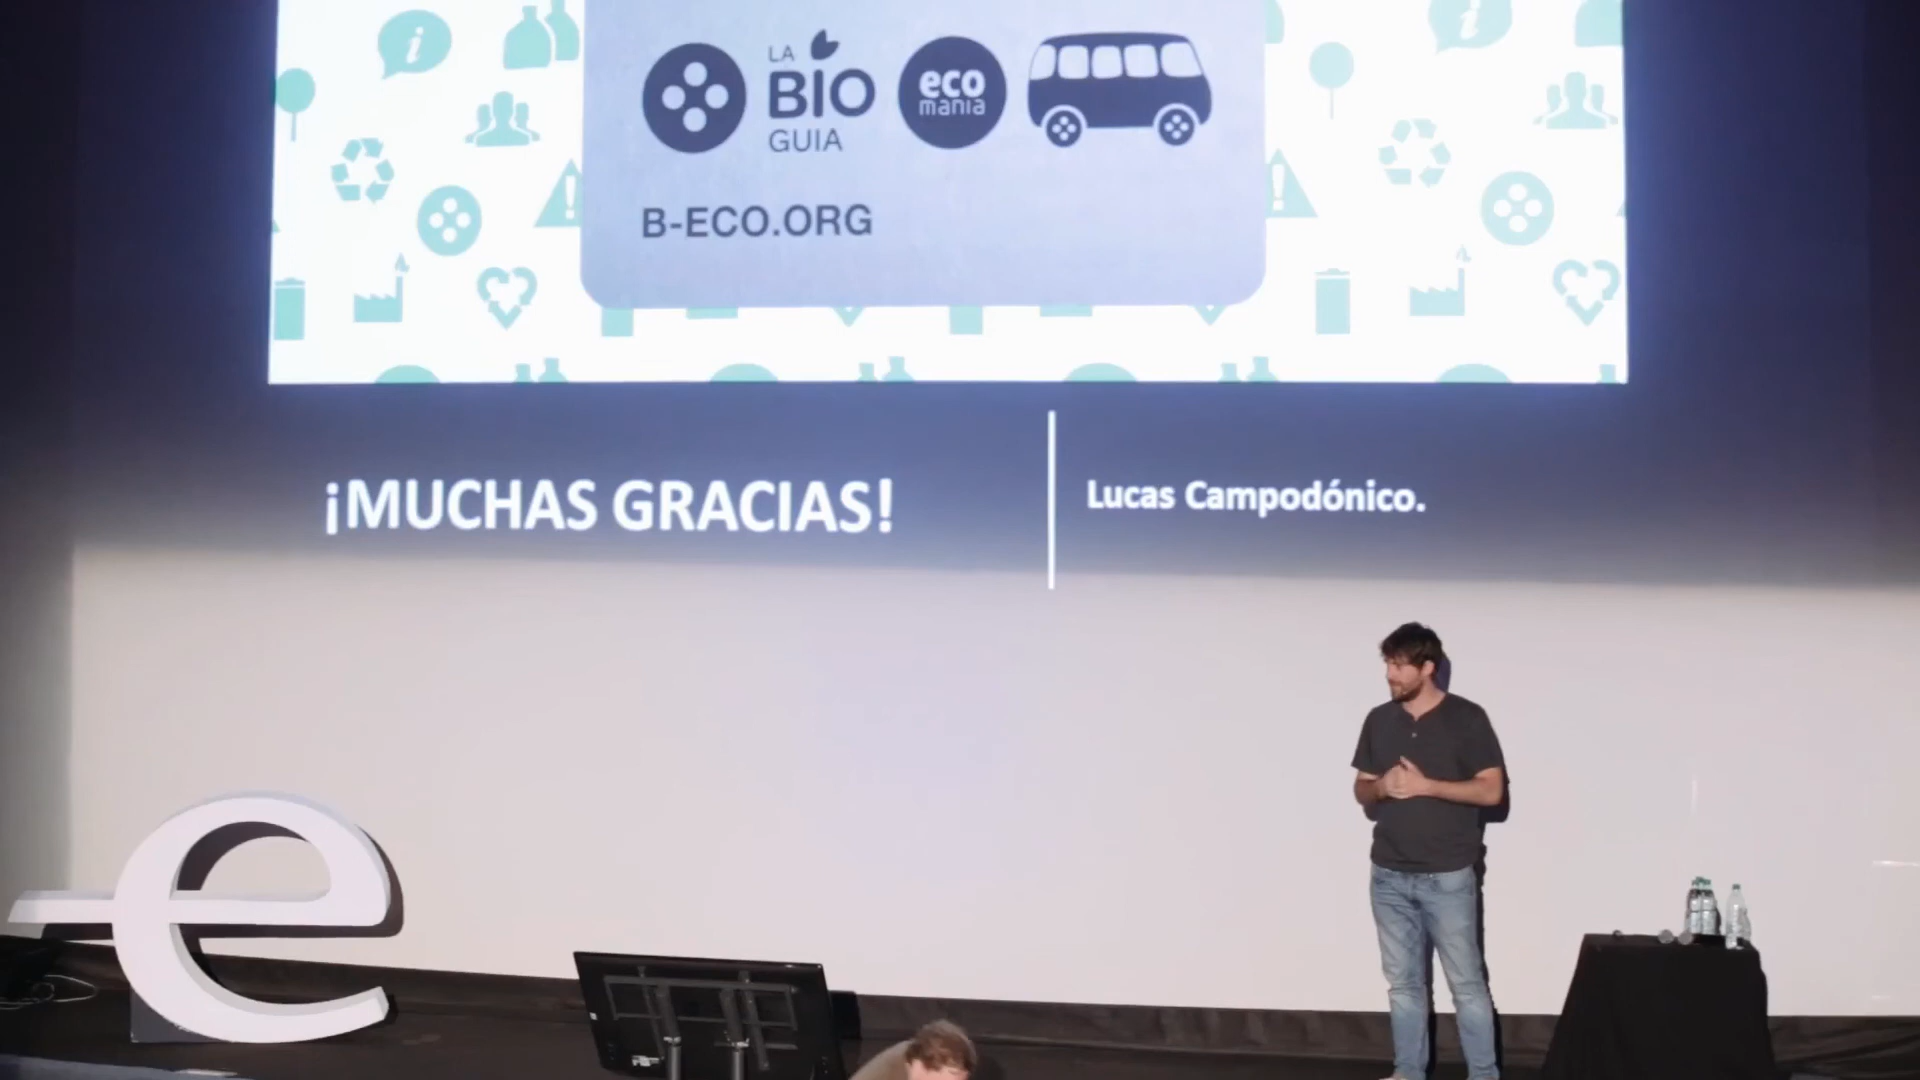 LA
BIO
GUIA
eco
mania
B-ECO.ORG
¡MUCHAS GRACIAS!
Lucas Campodónico.
e